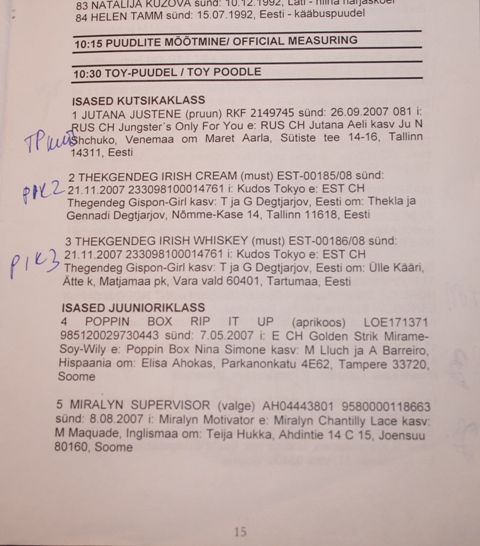 83 NATALIJA KUZOVA sünd: 10.12.1992, Läti - niina harjaskoer
84 HELEN TAMM sünd: 15.07.1992, Eesti - kääbuspuudel
10:15 PUUDLITE MÕÕTMINE/ OFFICIAL MEASURING
10:30 TOY-PUUDEL / TOY POODLE
ISASED KUTSIKAKLASS
1 JUTANA JUSTENE (pruun) RKF 2149745 sünd: 26.09.2007 081 i:
RUS CH Jungster`s Only For You e: RUS CH Jutana Aeli kasv Ju N
Shchuko, Venemaa om Maret Aarla, Sütiste tee 14-16, Tallinn
14311, Eesti
2 THEKGENDEG IRISH CREAM (must) EST-00185/08 sünd:
21.11.2007 233098100014761 i: Kudos Tokyo e: EST CH
Thegendeg Gispon-Girl kasv: T ja G Degtjarjov, Eesti om: Thekla ja
Gennadi Degtjarjov, Nõmme-Kase 14, Tallinn 11618, Eesti
PIK2
3 THEKGENDEG IRISH WHISKEY (must) EST-00186/08 sünd:
21.11.2007 233098100014761 i: Kudos Tokyo e: EST CH
Thegendeg Gispon-Girl kasv: T ja G Degtjarjov, Eesti om: Ülle Kääri,
Ätte k, Matjamaa pk, Vara vald 60401, Tartumaa, Eesti
PIK3
ISASED JUUNIORIKLASS
4 POPPIN BOX RIP IT UP (aprikoos) LOE171371
985120029730443 sünd: 7.05.2007 i: E CH Golden Strik Mirame-
Soy-Wily e: Poppin Box Nina Simone kasv: M Lluch ja A Barreiro,
Hispaania om: Elisa Ahokas, Parkanonkatu 4E62, Tampere 33720,
Soome
5 MIRALYN SUPERVISOR (valge) AH04443801 9580000118663
sünd: 8.08.2007 i: Miralyn Motivator e: Miralyn Chantilly Lace kasv:
M Maquade, Inglismaa om: Teija Hukka, Ahdintie 14 C 15, Joensuu
80160, Soome
15